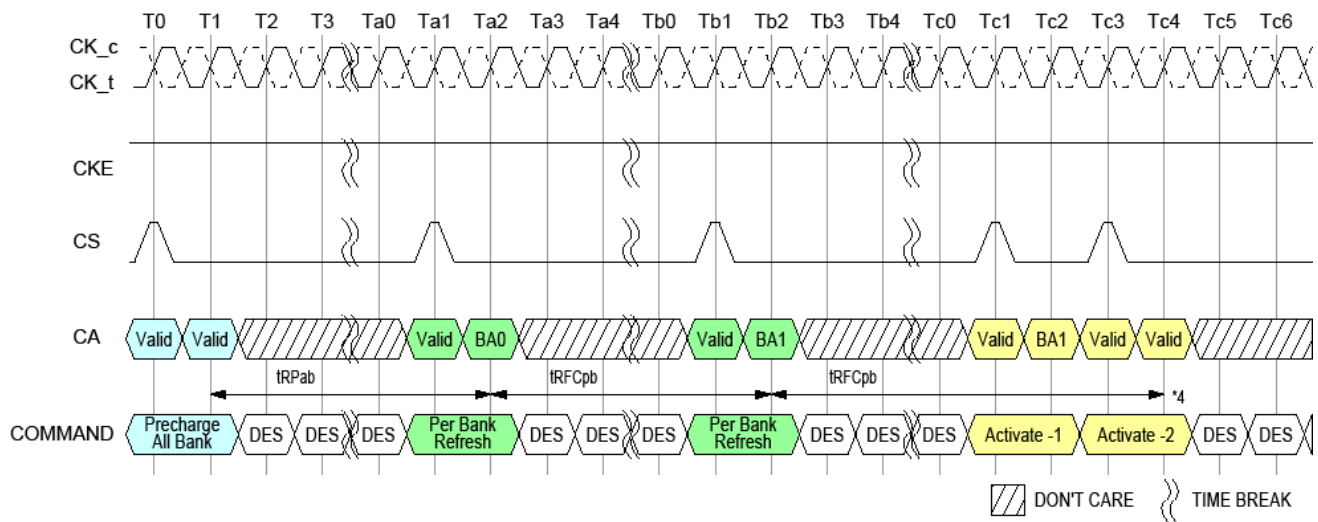 T0 T1 T2 T3 Ta0 Ta1 Ta2 Ta3 Ta4 Tb0 Tb1 Tb2 Tb3 Tb4 Tc0 Tc1 Tc2 Tc3 Tc4 Tc5 Tc6
CK_c
CK_t
CKE
CS
CA Valid Valid Valid BA0 Valid BA1 Valid BA1 Valid Valid
tRPab tRFCpb tRFCpb *4
COMMAND Precharge All Bank DES DES DES Per Bank Refresh DES DES DES Per Bank Refresh DES DES DES Activate -1 Activate -2 DES DES
DON'T CARE TIME BREAK